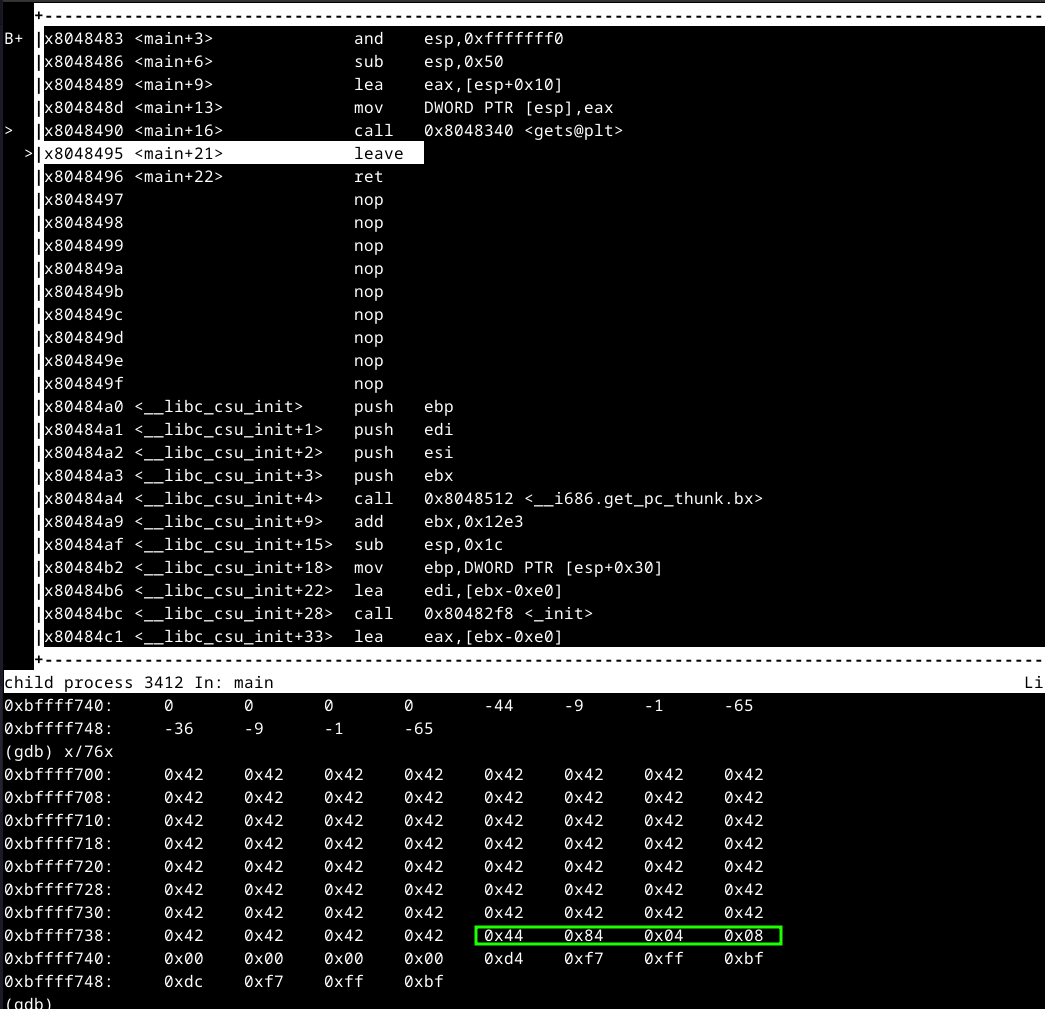 +----------------------------------------------------------------------------------------------------
B+ |x8048483 <main+3> and esp,0xfffffff0
|x8048486 <main+6> sub esp,0x50
|x8048489 <main+9> lea eax,[esp+0x10]
|x804848d <main+13> mov DWORD PTR [esp],eax
> |x8048490 <main+16> call 0x8048340 <gets@plt>
>|x8048495 <main+21> leave
|x8048496 <main+22> ret
|x8048497 nop
|x8048498 nop
|x8048499 nop
|x804849a nop
|x804849b nop
|x804849c nop
|x804849d nop
|x804849e nop
|x804849f nop
|x80484a0 <__libc_csu_init> push ebp
|x80484a1 <__libc_csu_init+1> push edi
|x80484a2 <__libc_csu_init+2> push esi
|x80484a3 <__libc_csu_init+3> push ebx
|x80484a4 <__libc_csu_init+4> call 0x8048512 <__i686.get_pc_thunk.bx>
|x80484a9 <__libc_csu_init+9> add ebx,0x12e3
|x80484af <__libc_csu_init+15> sub esp,0x1c
|x80484b2 <__libc_csu_init+18> mov ebp,DWORD PTR [esp+0x30]
|x80484b6 <__libc_csu_init+22> lea edi,[ebx-0xe0]
|x80484bc <__libc_csu_init+28> call 0x80482f8 <_init>
|x80484c1 <__libc_csu_init+33> lea eax,[ebx-0xe0]
+----------------------------------------------------------------------------------------------------
child process 3412 In: main Li
0xbffff740: 0 0 0 0 -44 -9 -1 -65
0xbffff748: -36 -9 -1 -65
(gdb) x/76x
0xbffff700: 0x42 0x42 0x42 0x42 0x42 0x42 0x42 0x42
0xbffff708: 0x42 0x42 0x42 0x42 0x42 0x42 0x42 0x42
0xbffff710: 0x42 0x42 0x42 0x42 0x42 0x42 0x42 0x42
0xbffff718: 0x42 0x42 0x42 0x42 0x42 0x42 0x42 0x42
0xbffff720: 0x42 0x42 0x42 0x42 0x42 0x42 0x42 0x42
0xbffff728: 0x42 0x42 0x42 0x42 0x42 0x42 0x42 0x42
0xbffff730: 0x42 0x42 0x42 0x42 0x42 0x42 0x42 0x42
0xbffff738: 0x42 0x42 0x42 0x42 0x44 0x84 0x04 0x08
0xbffff740: 0x00 0x00 0x00 0x00 0xd4 0xf7 0xff 0xbf
0xbffff748: 0xdc 0xf7 0xff 0xbf
(gdb)